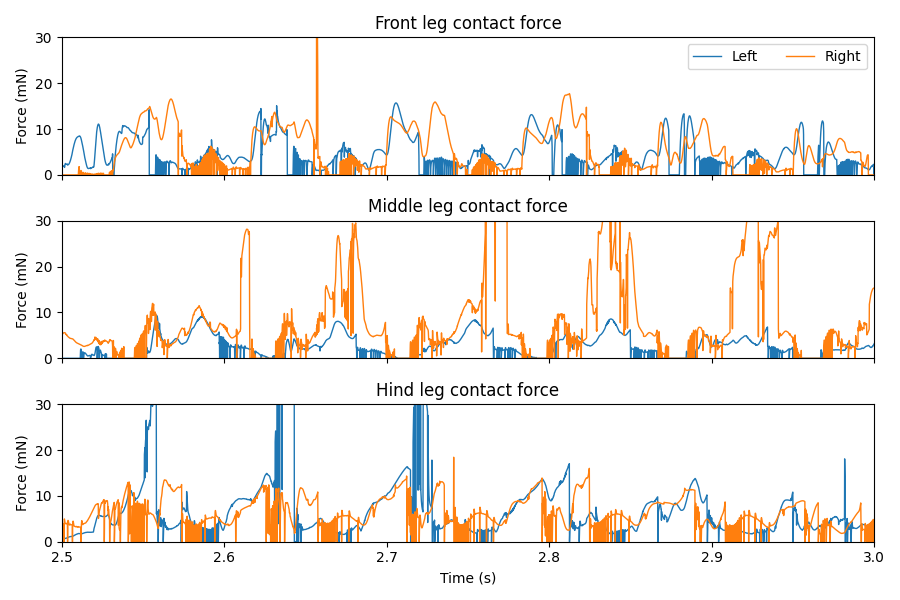 Front leg contact force
30
20
10
0
Force (mN)
Left
Right
Middle leg contact force
30
20
10
0
Force (mN)
Hind leg contact force
30
20
10
0
Force (mN)
2.5
2.6
2.7
2.8
2.9
3.0
Time (s)